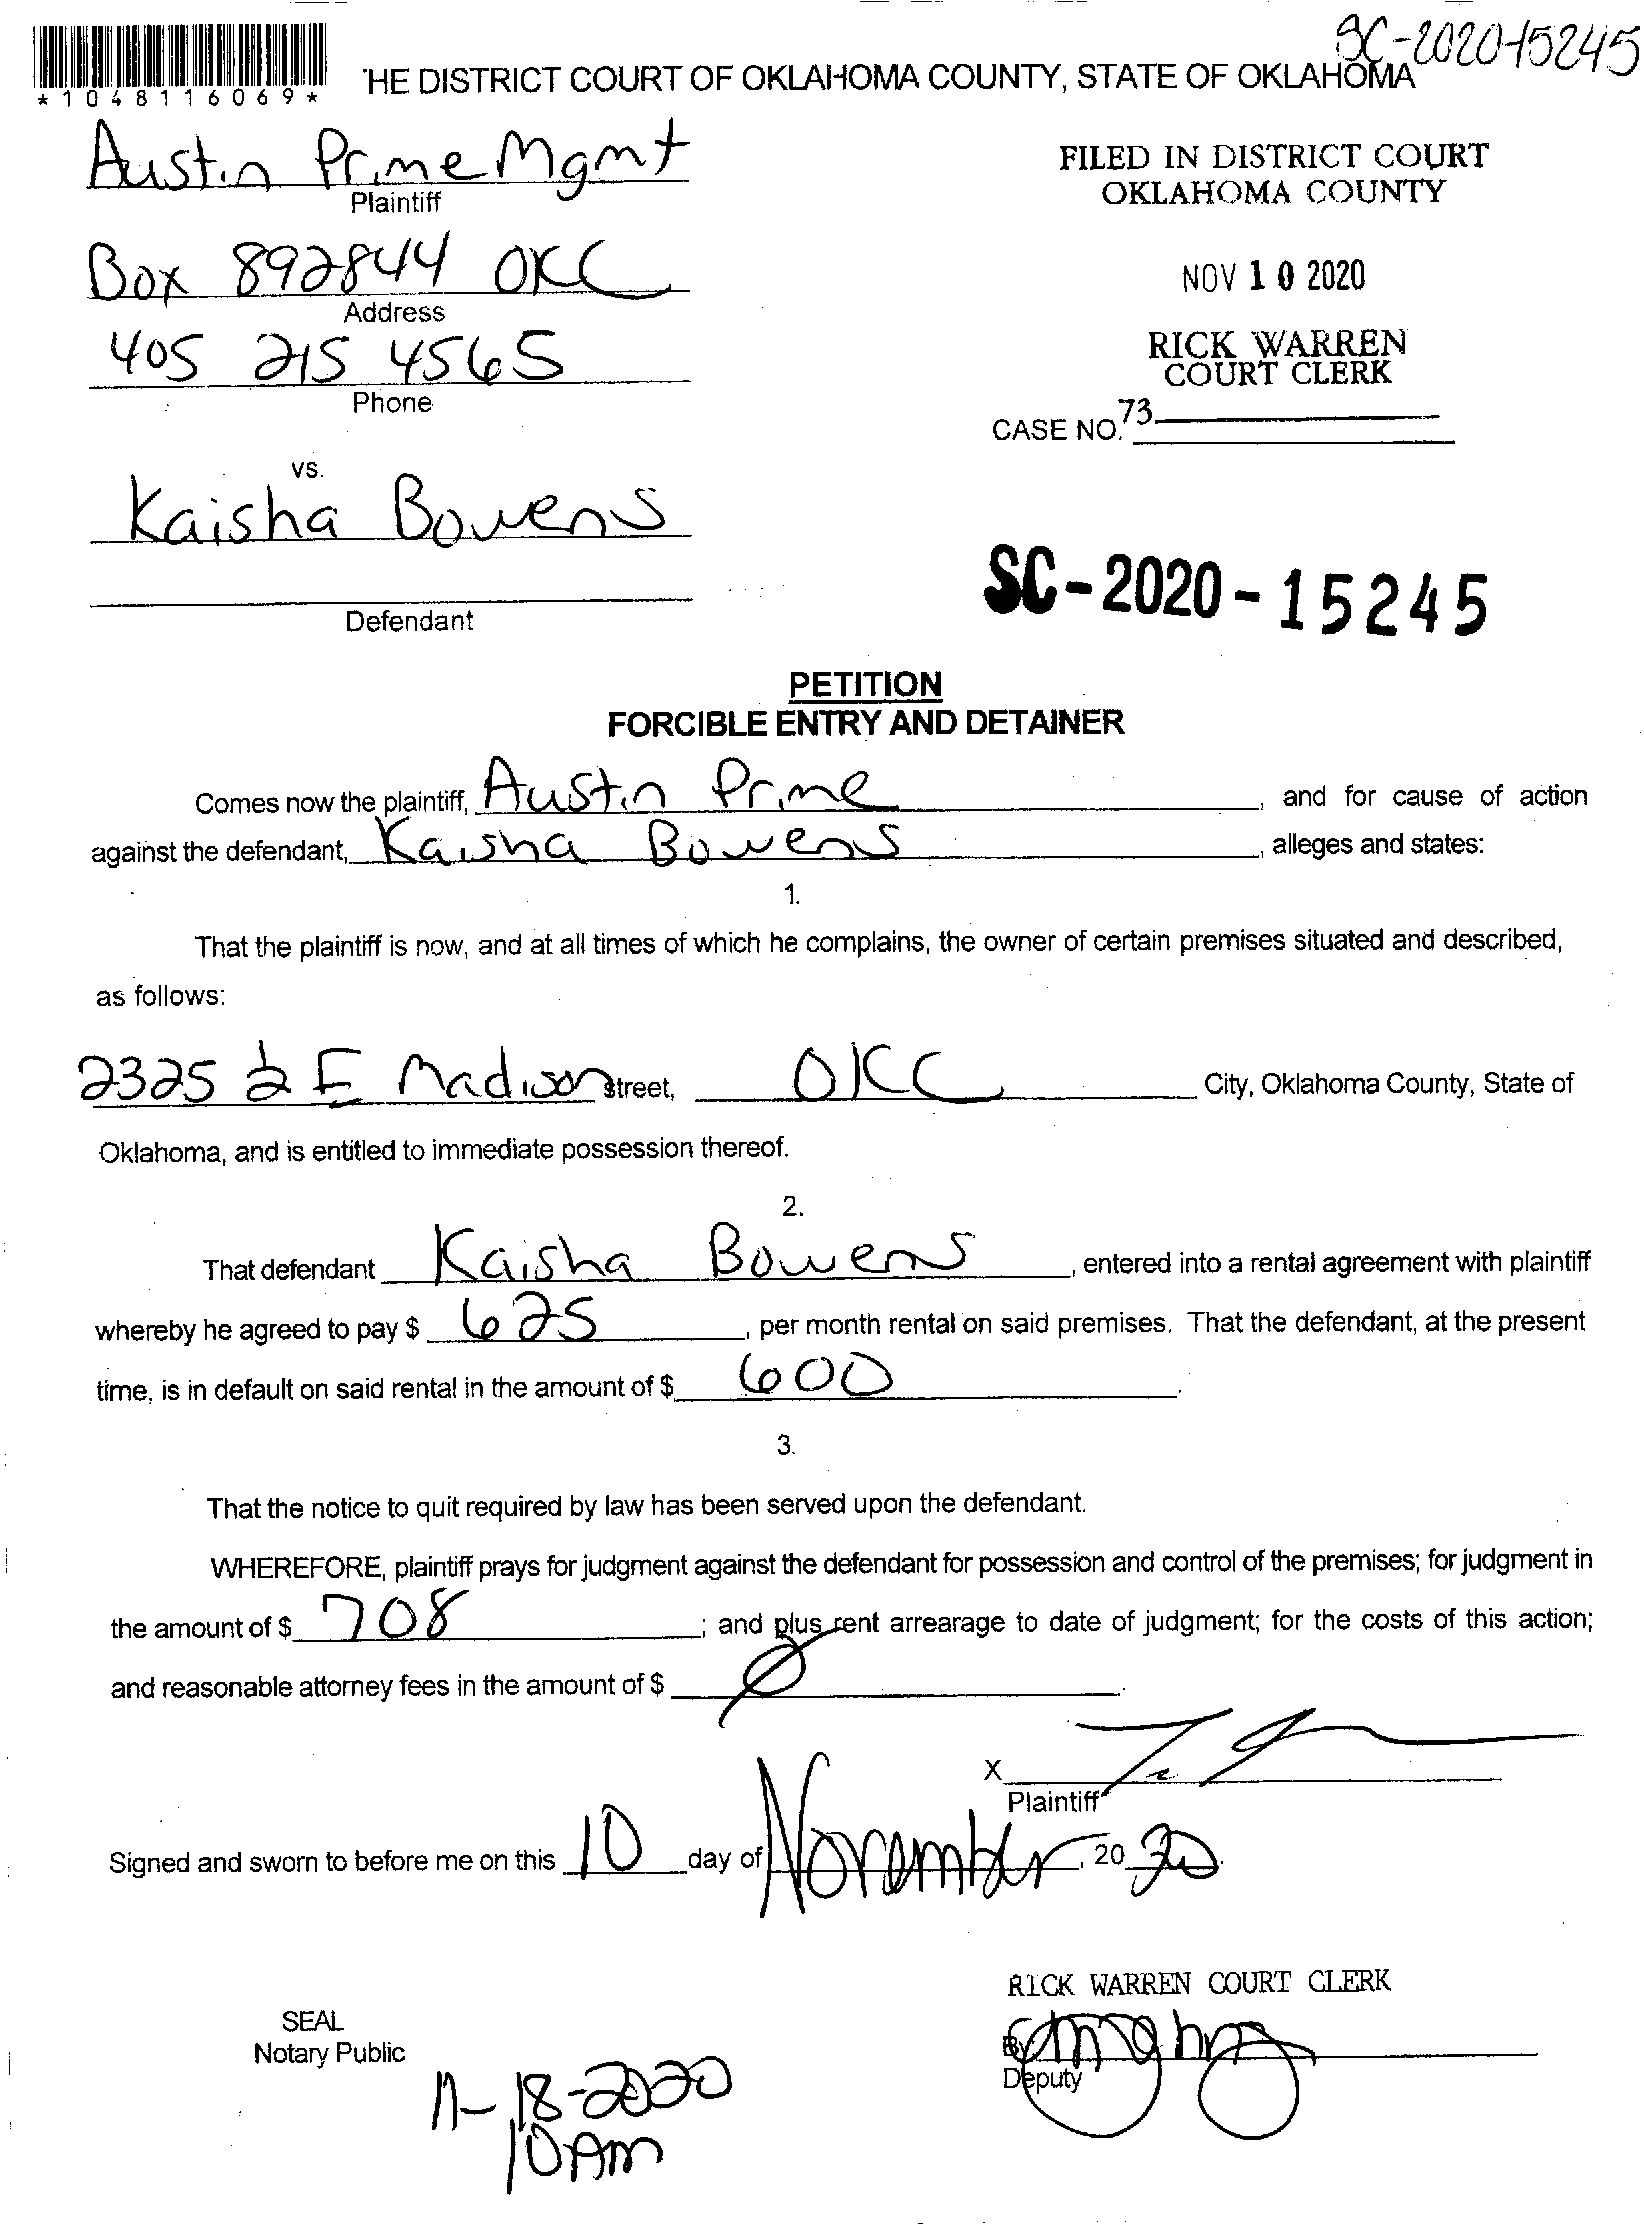 SC-2020-15245
*1048116069*
'HE DISTRICT COURT OF OKLAHOMA COUNTY, STATE OF OKLAHOMA
Austin Prime Mgmt
Plaintiff
FILED IN DISTRICT COURT
OKLAHOMA COUNTY
Box 892844 OKC
Address
NOV 10 2020
405 215 4565
Phone
RICK WARREN
COURT CLERK
73
CASE NO.
vs.
Kaisha Bowens
Defendant
SC-2020-15245
PETITION
FORCIBLE ENTRY AND DETAINER
Comes now the plaintiff, Austin Prime, and for cause of action
against the defendant, Kaisha Bowens, alleges and states:
1.
That the plaintiff is now, and at all times of which he complains, the owner of certain premises situated and described,
as follows:
2325 1/2 E Madison Street, OKC City, Oklahoma County, State of
Oklahoma, and is entitled to immediate possession thereof.
2.
That defendant Kaisha Bowens, entered into a rental agreement with plaintiff
whereby he agreed to pay $ 625, per month rental on said premises. That the defendant, at the present
time, is in default on said rental in the amount of $ 600.
3.
That the notice to quit required by law has been served upon the defendant.
WHEREFORE, plaintiff prays for judgment against the defendant for possession and control of the premises; for judgment in
the amount of $ 708; and plus rent arrearage to date of judgment; for the costs of this action;
and reasonable attorney fees in the amount of $ Ø.
X
Plaintiff
Signed and sworn to before me on this 10 day of November, 20 20.
RICK WARREN COURT CLERK
SEAL
Notary Public
By
Deputy
11-18-2020
10 AM